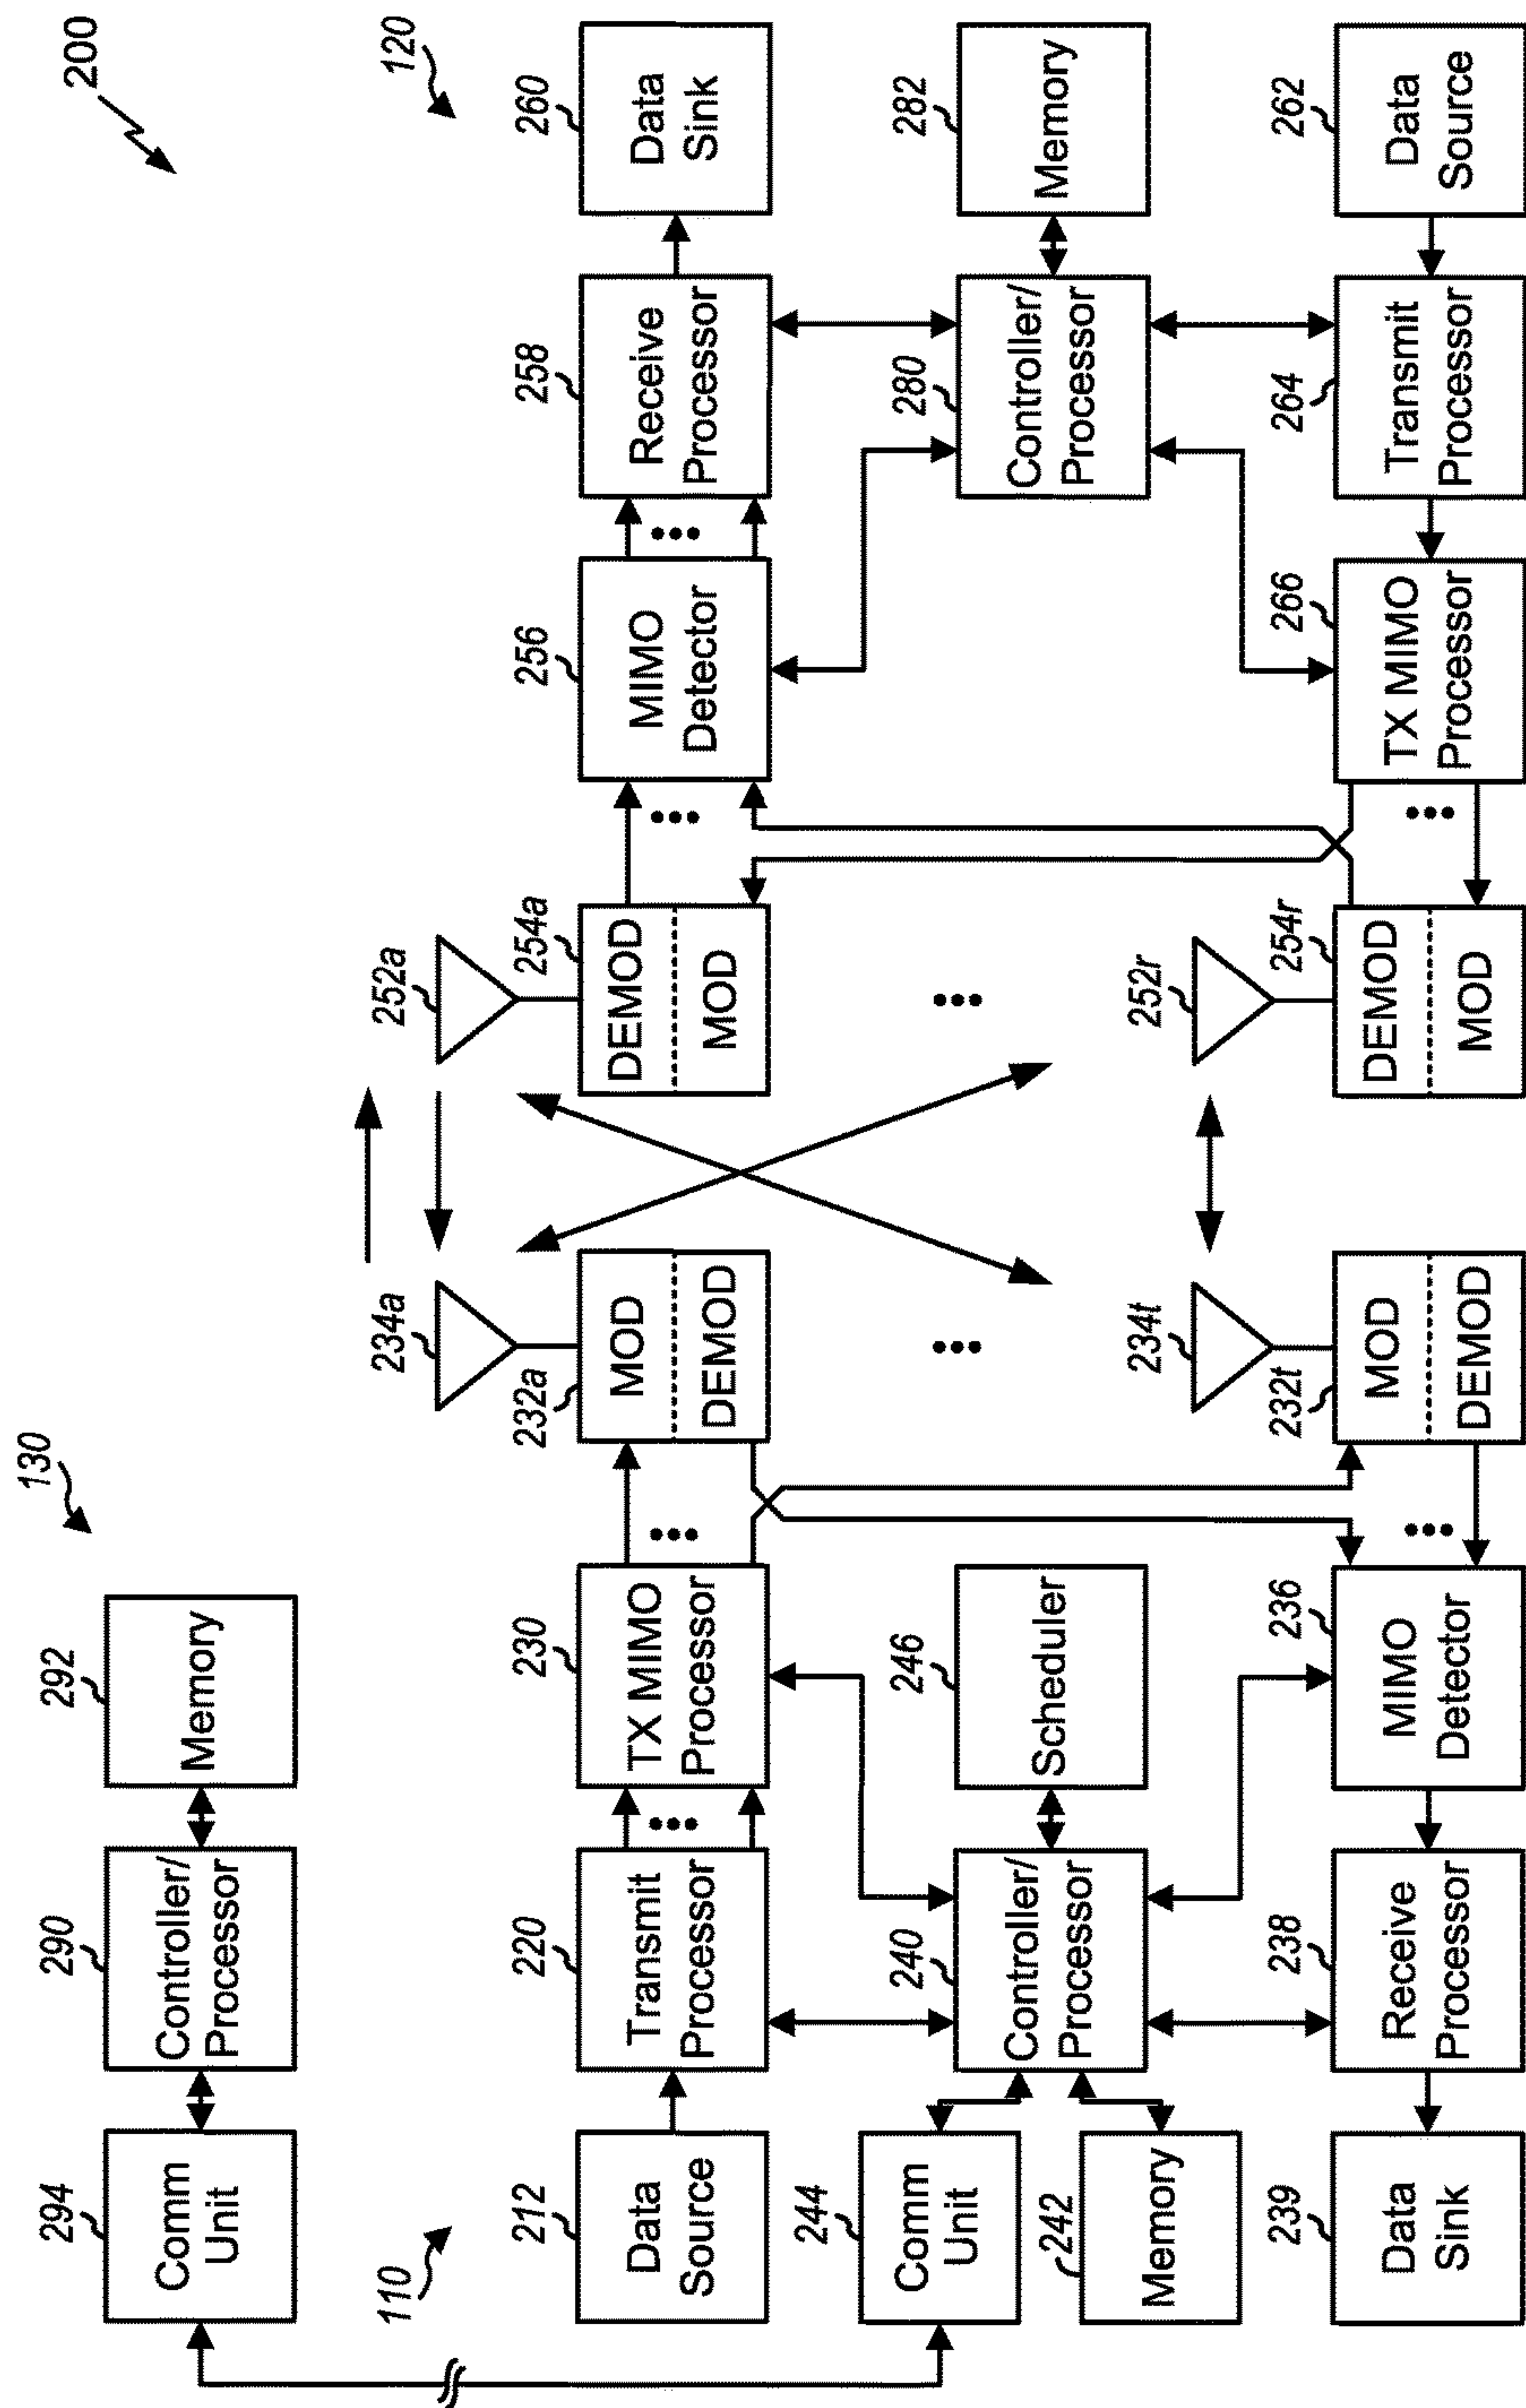 200
130
294
Comm
Unit
290
Controller/
Processor
292
Memory
110
120
212
Data
Source
220
Transmit
Processor
230
TX MIMO
Processor
232a
MOD
DEMOD
234a
252a
254a
DEMOD
MOD
256
MIMO
Detector
258
Receive
Processor
260
Data
Sink
244
Comm
Unit
242
Memory
240
Controller/
Processor
246
Scheduler
280
Controller/
Processor
282
Memory
239
Data
Sink
238
Receive
Processor
236
MIMO
Detector
232t
MOD
DEMOD
234t
252r
254r
DEMOD
MOD
266
TX MIMO
Processor
264
Transmit
Processor
262
Data
Source